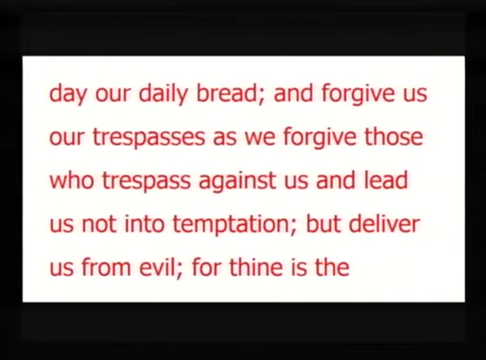 day our daily bread; and forgive us
our trespasses as we forgive those
who trespass against us and lead
us not into temptation; but deliver
us from evil; for thine is the